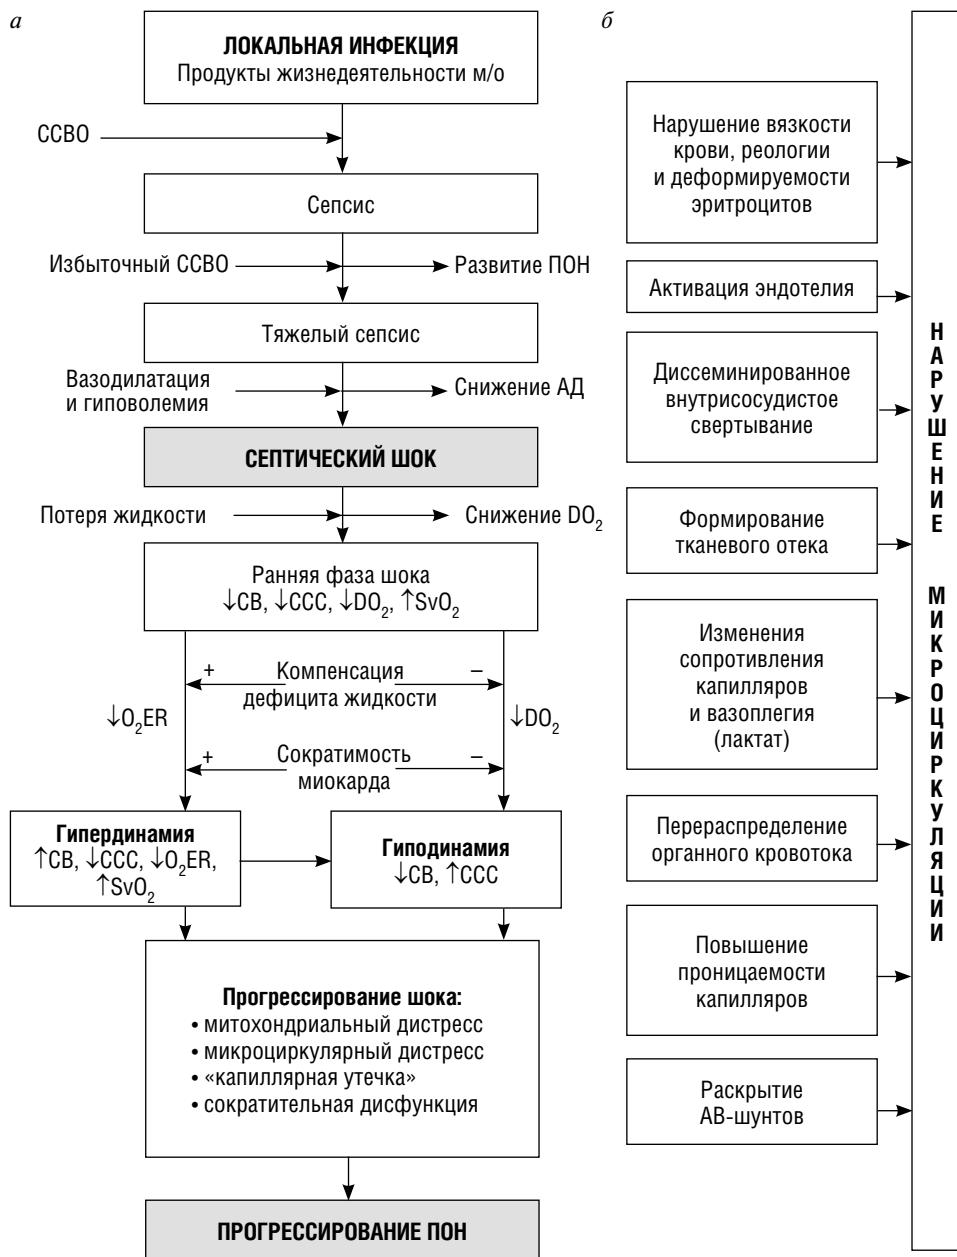 а
ЛОКАЛЬНАЯ ИНФЕКЦИЯ
Продукты жизнедеятельности м/о
ССВО
Сепсис
Избыточный ССВО
Развитие ПОН
Тяжелый сепсис
Вазодилатация
и гиповолемия
Снижение АД
СЕПТИЧЕСКИЙ ШОК
Потеря жидкости
Снижение DO₂
Ранняя фаза шока
↓СВ, ↓ССС, ↓DO₂, ↑SvO₂
+ Компенсация –
дефицита жидкости
↓O₂ER
↓DO₂
+ Сократимость –
миокарда
Гипердинамия
↑СВ, ↓ССС, ↓O₂ER,
↑SvO₂
Гиподинамия
↓СВ, ↑ССС
Прогрессирование шока:
• митохондриальный дистресс
• микроциркулярный дистресс
• «капиллярная утечка»
• сократительная дисфункция
ПРОГРЕССИРОВАНИЕ ПОН
б
Нарушение вязкости
крови, реологии
и деформируемости
эритроцитов
Активация эндотелия
Диссеминированное
внутрисосудистое
свертывание
Формирование
тканевого отека
Изменения
сопротивления
капилляров
и вазоплегия
(лактат)
Перераспределение
органного кровотока
Повышение
проницаемости
капилляров
Раскрытие
АВ-шунтов
НАРУШЕНИЕ МИКРОЦИРКУЛЯЦИИ